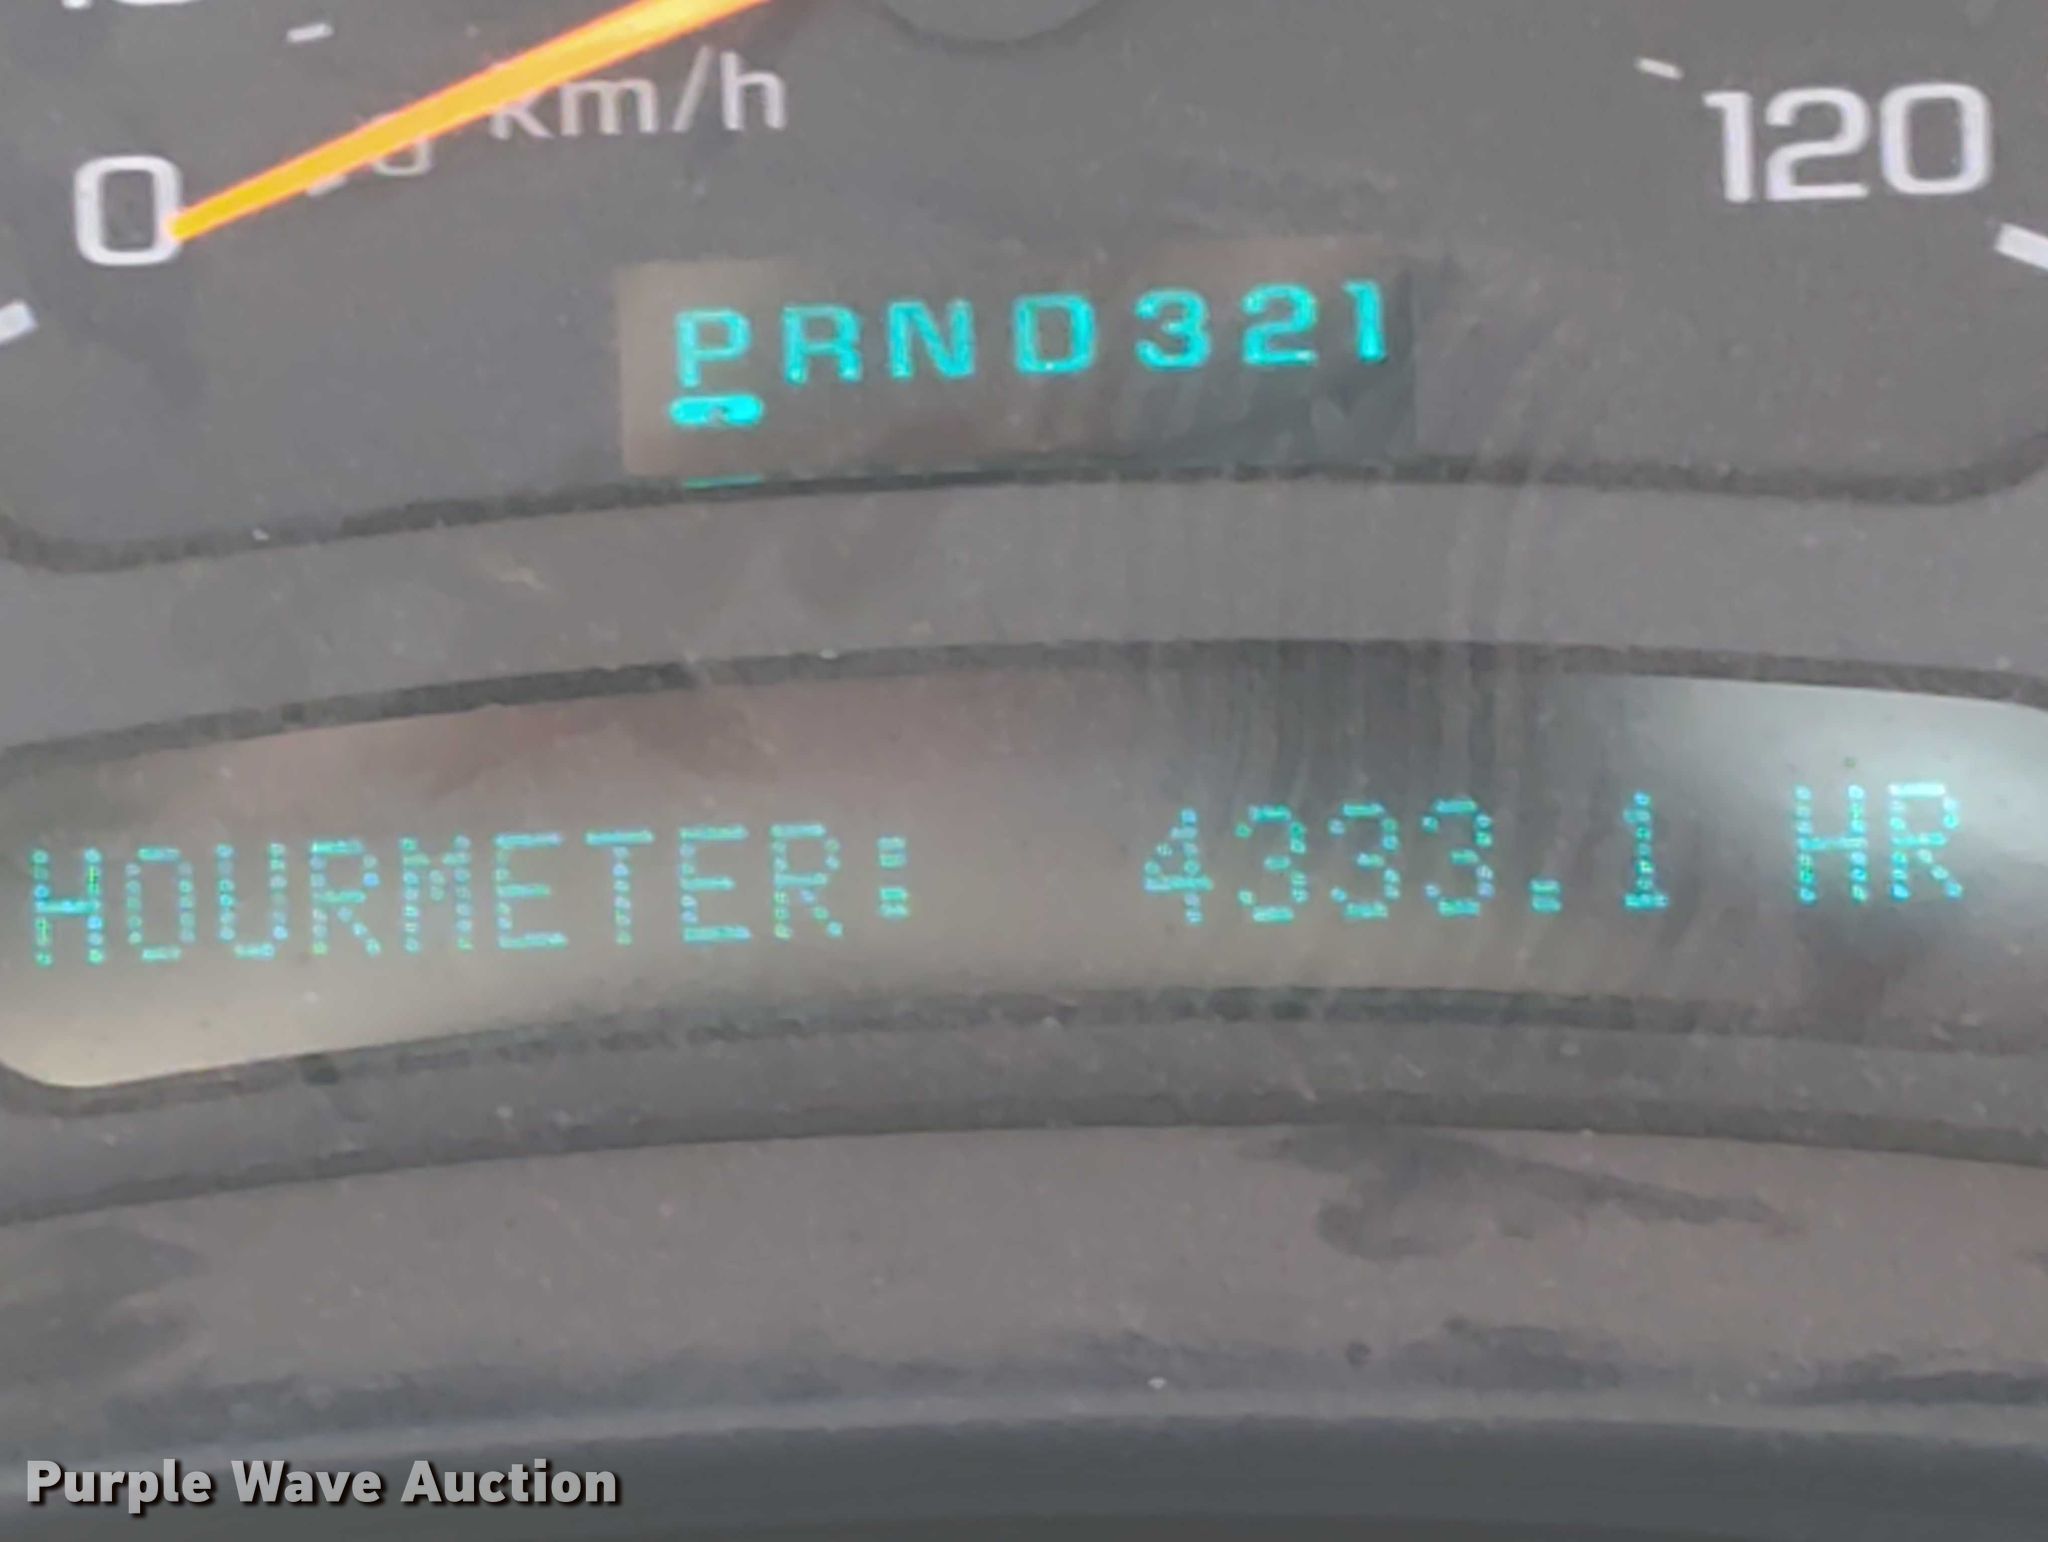 km/h
0
120
PRND321
HOURMETER: 4333.1 HR
Purple Wave Auction